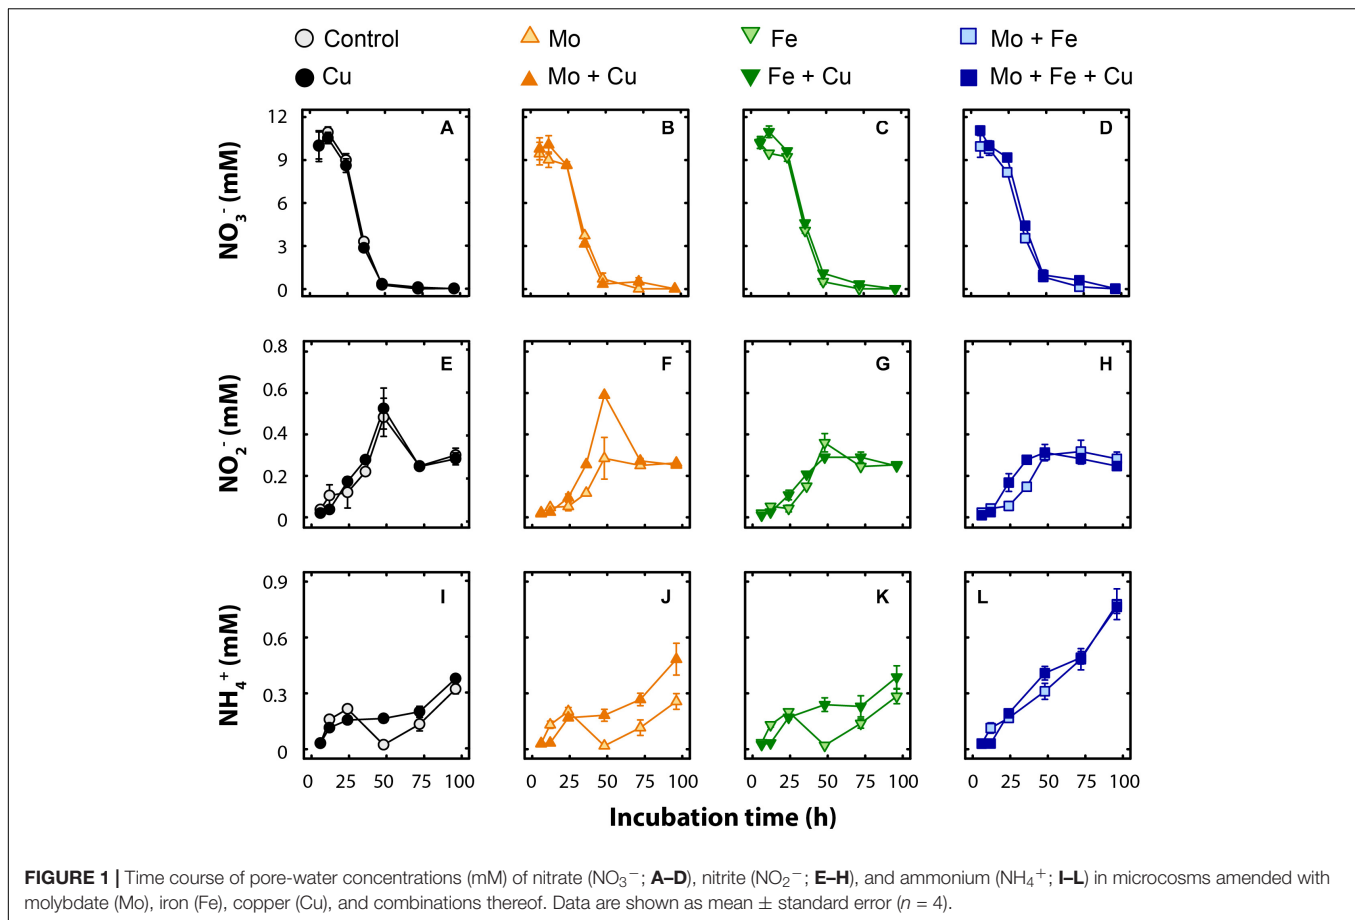 Control Mo Fe Mo + Fe
Cu Mo + Cu Fe + Cu Mo + Fe + Cu
12
9
6
3
0
NO₃⁻ (mM)
A B C D
0.8
0.6
0.4
0.2
0
NO₂⁻ (mM)
E F G H
0.9
0.6
0.3
0
NH₄⁺ (mM)
I J K L
0 25 50 75 100 0 25 50 75 100 0 25 50 75 100 0 25 50 75 100
Incubation time (h)
FIGURE 1 | Time course of pore-water concentrations (mM) of nitrate (NO₃⁻; A–D), nitrite (NO₂⁻; E–H), and ammonium (NH₄⁺; I–L) in microcosms amended with
molybdate (Mo), iron (Fe), copper (Cu), and combinations thereof. Data are shown as mean ± standard error (n = 4).